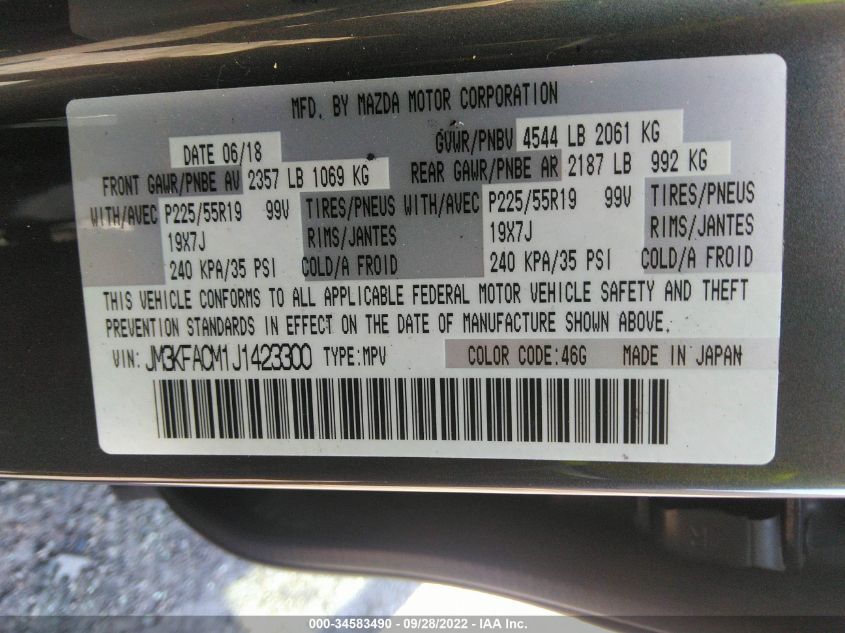 MFD. BY MAZDA MOTOR CORPORATION
DATE 06/18 GVWR/PNBV 4544 LB 2061 KG
FRONT GAWR/PNBE AV 2357 LB 1069 KG REAR GAWR/PNBE AR 2187 LB 992 KG
WITH/AVEC P225/55R19 99V TIRES/PNEUS WITH/AVEC P225/55R19 99V TIRES/PNEUS
19X7J RIMS/JANTES 19X7J RIMS/JANTES
240 KPA/35 PSI COLD/A FROID 240 KPA/35 PSI COLD/A FROID
THIS VEHICLE CONFORMS TO ALL APPLICABLE FEDERAL MOTOR VEHICLE SAFETY AND THEFT
PREVENTION STANDARDS IN EFFECT ON THE DATE OF MANUFACTURE SHOWN ABOVE.
VIN: JM3KFACM1J1423300 TYPE:MPV COLOR CODE:46G MADE IN JAPAN
000-34583490 - 09/28/2022 - IAA Inc.